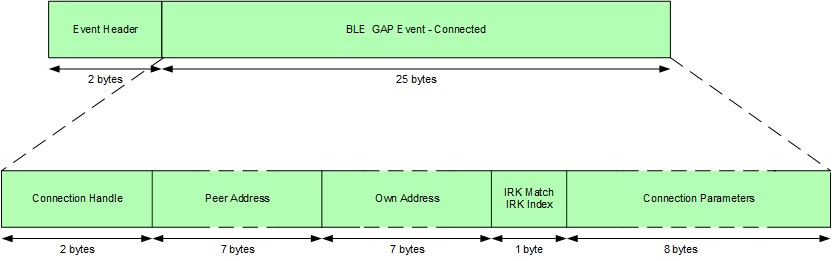 Event Header
BLE GAP Event - Connected
2 bytes
25 bytes
Connection Handle
Peer Address
Own Address
IRK Match
IRK Index
Connection Parameters
2 bytes
7 bytes
7 bytes
1 byte
8 bytes